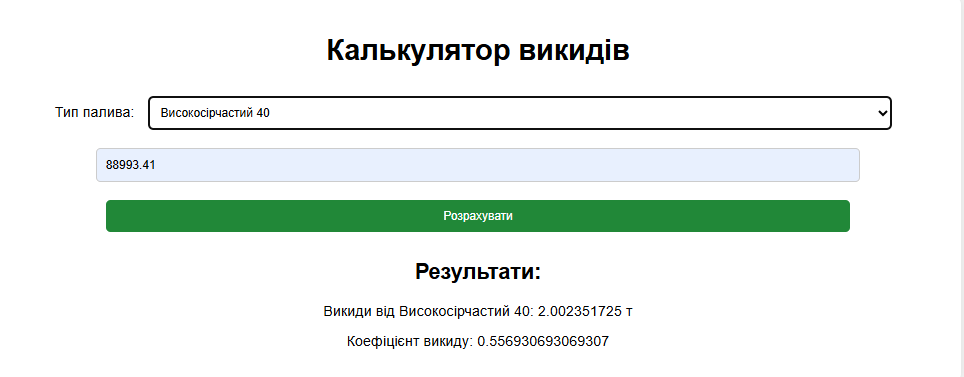 Калькулятор викидів
Тип палива: Високосірчастий 40
88993.41
Розрахувати
Результати:
Викиди від Високосірчастий 40: 2.002351725 т
Коефіцієнт викиду: 0.556930693069307